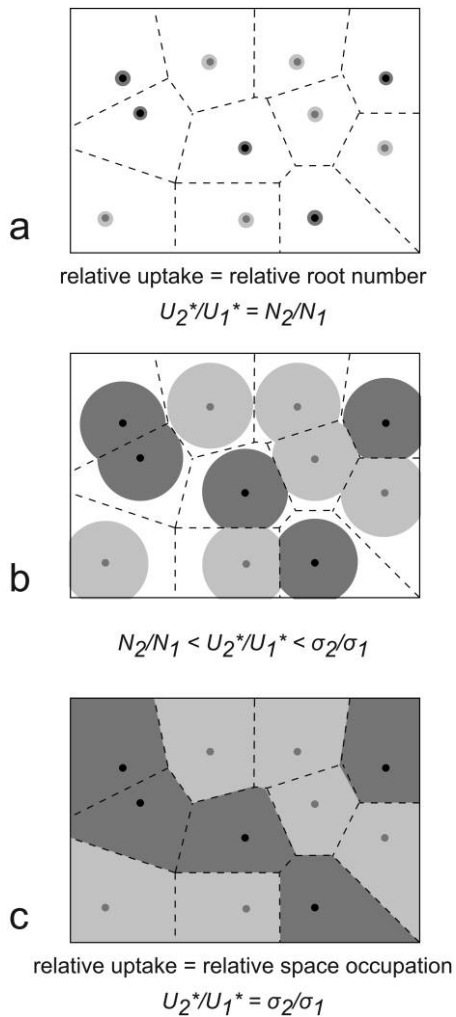 a
relative uptake = relative root number
U₂*/U₁* = N₂/N₁
b
N₂/N₁ < U₂*/U₁* < σ₂/σ₁
c
relative uptake = relative space occupation
U₂*/U₁* = σ₂/σ₁